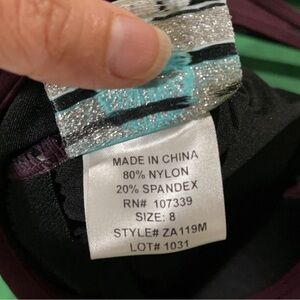 MADE IN CHINA
80% NYLON
20% SPANDEX
RN# 107339
SIZE: 8
STYLE# ZA119M
LOT# 1031